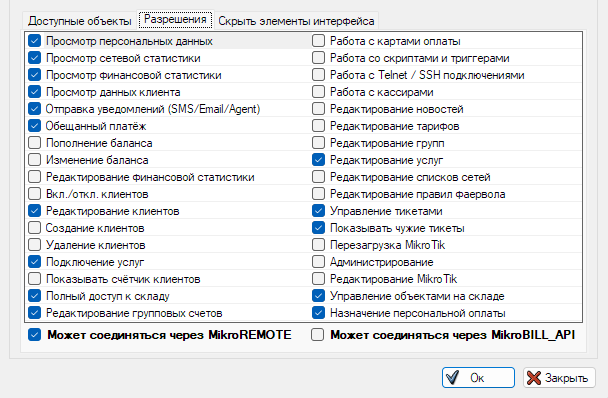 Доступные объекты Разрешения Скрыть элементы интерфейса
Просмотр персональных данных
Просмотр сетевой статистики
Просмотр финансовой статистики
Просмотр данных клиента
Отправка уведомлений (SMS/Email/Agent)
Обещанный платёж
Пополнение баланса
Изменение баланса
Редактирование финансовой статистики
Вкл./откл. клиентов
Редактирование клиентов
Создание клиентов
Удаление клиентов
Подключение услуг
Показывать счётчик клиентов
Полный доступ к складу
Редактирование групповых счетов
Работа с картами оплаты
Работа со скриптами и триггерами
Работа с Telnet / SSH подключениями
Работа с кассирами
Редактирование новостей
Редактирование тарифов
Редактирование групп
Редактирование услуг
Редактирование списков сетей
Редактирование правил фаервола
Управление тикетами
Показывать чужие тикеты
Перезагрузка MikroTik
Администрирование
Редактирование MikroTik
Управление объектами на складе
Назначение персональной оплаты
Может соединяться через MikroREMOTE
Может соединяться через MikroBILL_API
Ок
Закрыть